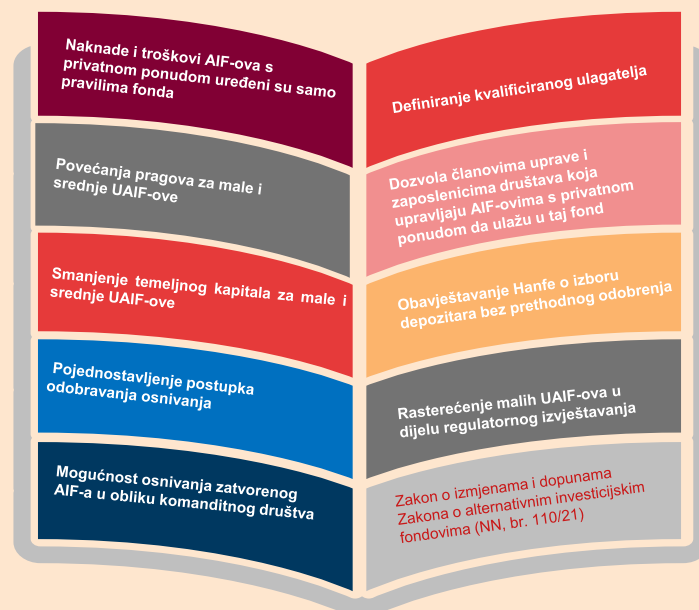 Naknade i troškovi AIF-ova s
privatnom ponudom uređeni su samo
pravilima fonda
Povećanja pragova za male i
srednje UAIF-ove
Smanjenje temeljnog kapitala za male i
srednje UAIF-ove
Pojednostavljenje postupka
odobravanja osnivanja
Mogućnost osnivanja zatvorenog
AIF-a u obliku komanditnog društva
Definiranje kvalificiranog ulagatelja
Dozvola članovima uprave i
zaposlenicima društava koja
upravljaju AIF-ovima s privatnom
ponudom da ulažu u taj fond
Obavještavanje Hanfe o izboru
depozitara bez prethodnog odobrenja
Rasterećenje malih UAIF-ova u
dijelu regulatornog izvještavanja
Zakon o izmjenama i dopunama
Zakona o alternativnim investicijskim
fondovima (NN, br. 110/21)